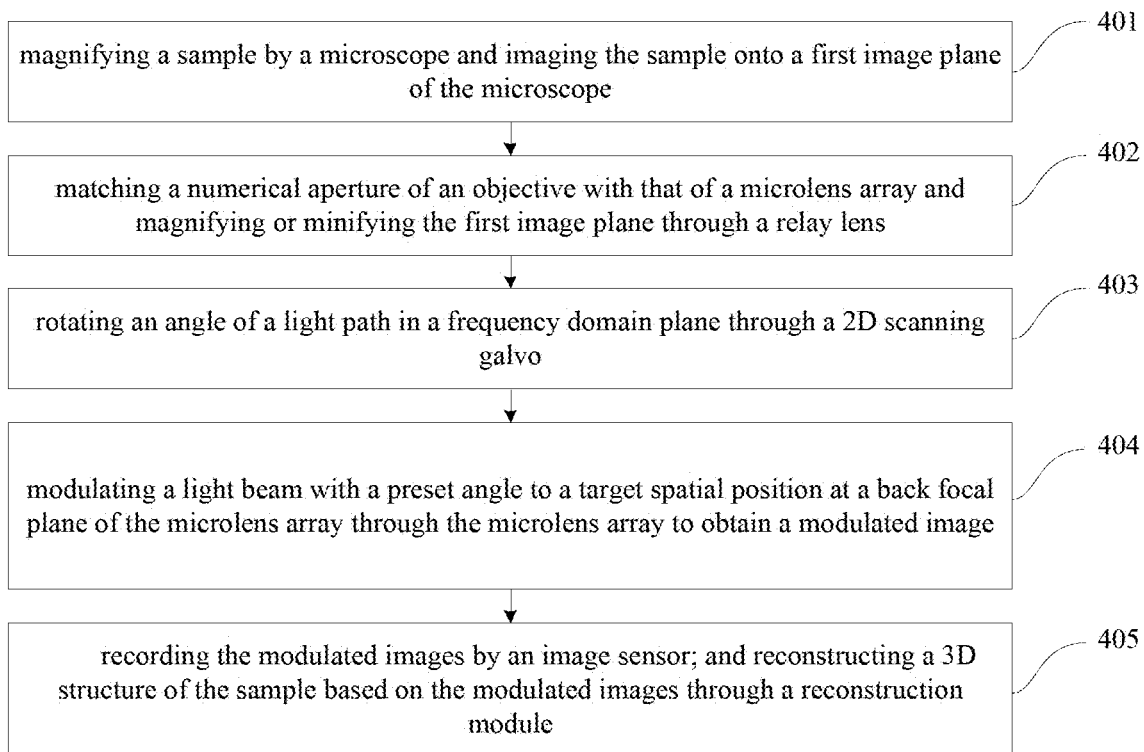 401
magnifying a sample by a microscope and imaging the sample onto a first image plane
of the microscope
402
matching a numerical aperture of an objective with that of a microlens array and
magnifying or minifying the first image plane through a relay lens
403
rotating an angle of a light path in a frequency domain plane through a 2D scanning
galvo
404
modulating a light beam with a preset angle to a target spatial position at a back focal
plane of the microlens array through the microlens array to obtain a modulated image
405
recording the modulated images by an image sensor; and reconstructing a 3D
structure of the sample based on the modulated images through a reconstruction
module